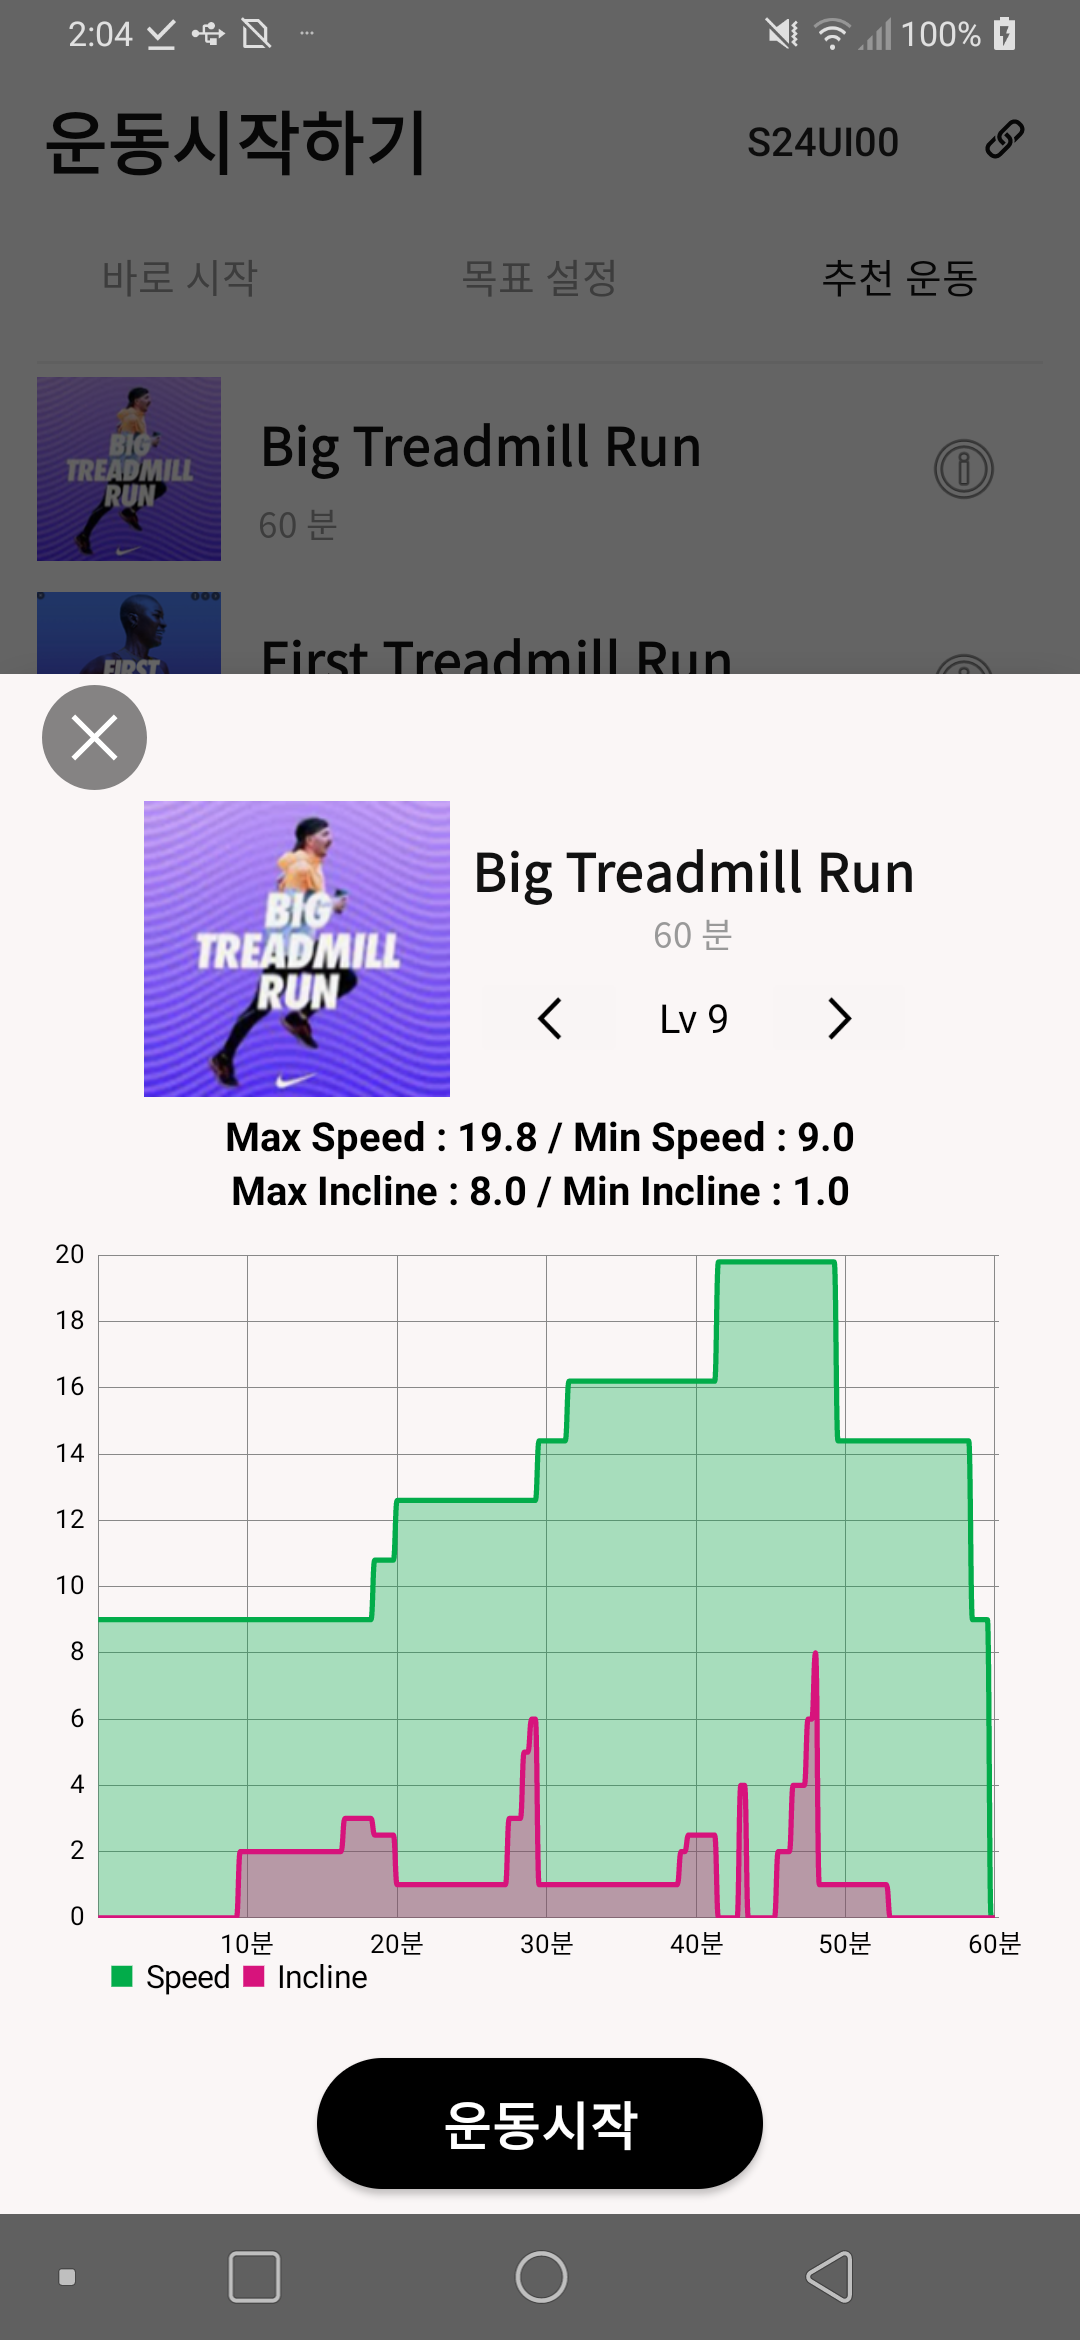 2:04 100%
운동시작하기 S24UI00
바로 시작 목표 설정 추천 운동
BIG
TREADMILL
RUN
Big Treadmill Run
60 분
FIRST
First Treadmill Run
BIG
TREADMILL
RUN
Big Treadmill Run
60 분
Lv 9
Max Speed : 19.8 / Min Speed : 9.0
Max Incline : 8.0 / Min Incline : 1.0
20
18
16
14
12
10
8
6
4
2
0
10분 20분 30분 40분 50분 60분
Speed Incline
운동시작